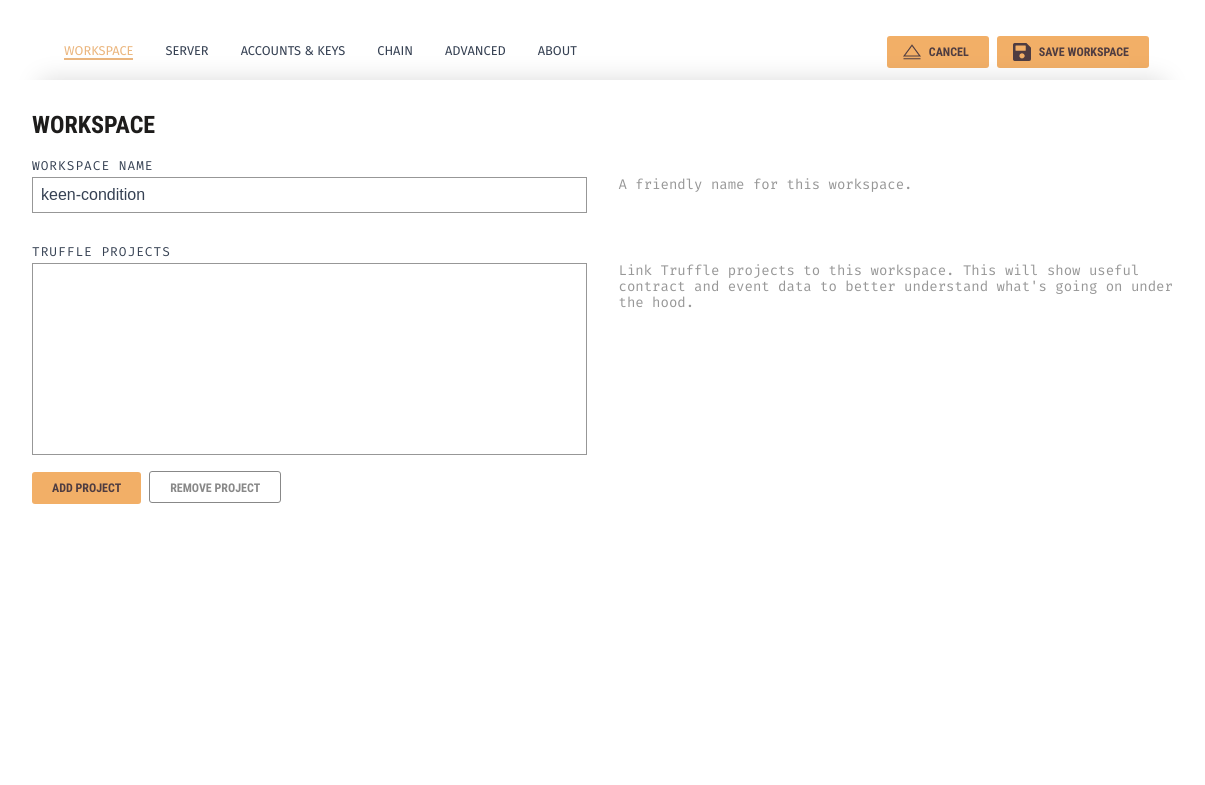 WORKSPACE SERVER ACCOUNTS & KEYS CHAIN ADVANCED ABOUT CANCEL SAVE WORKSPACE
WORKSPACE
WORKSPACE NAME
keen-condition
A friendly name for this workspace.
TRUFFLE PROJECTS
Link Truffle projects to this workspace. This will show useful
contract and event data to better understand what's going on under
the hood.
ADD PROJECT REMOVE PROJECT